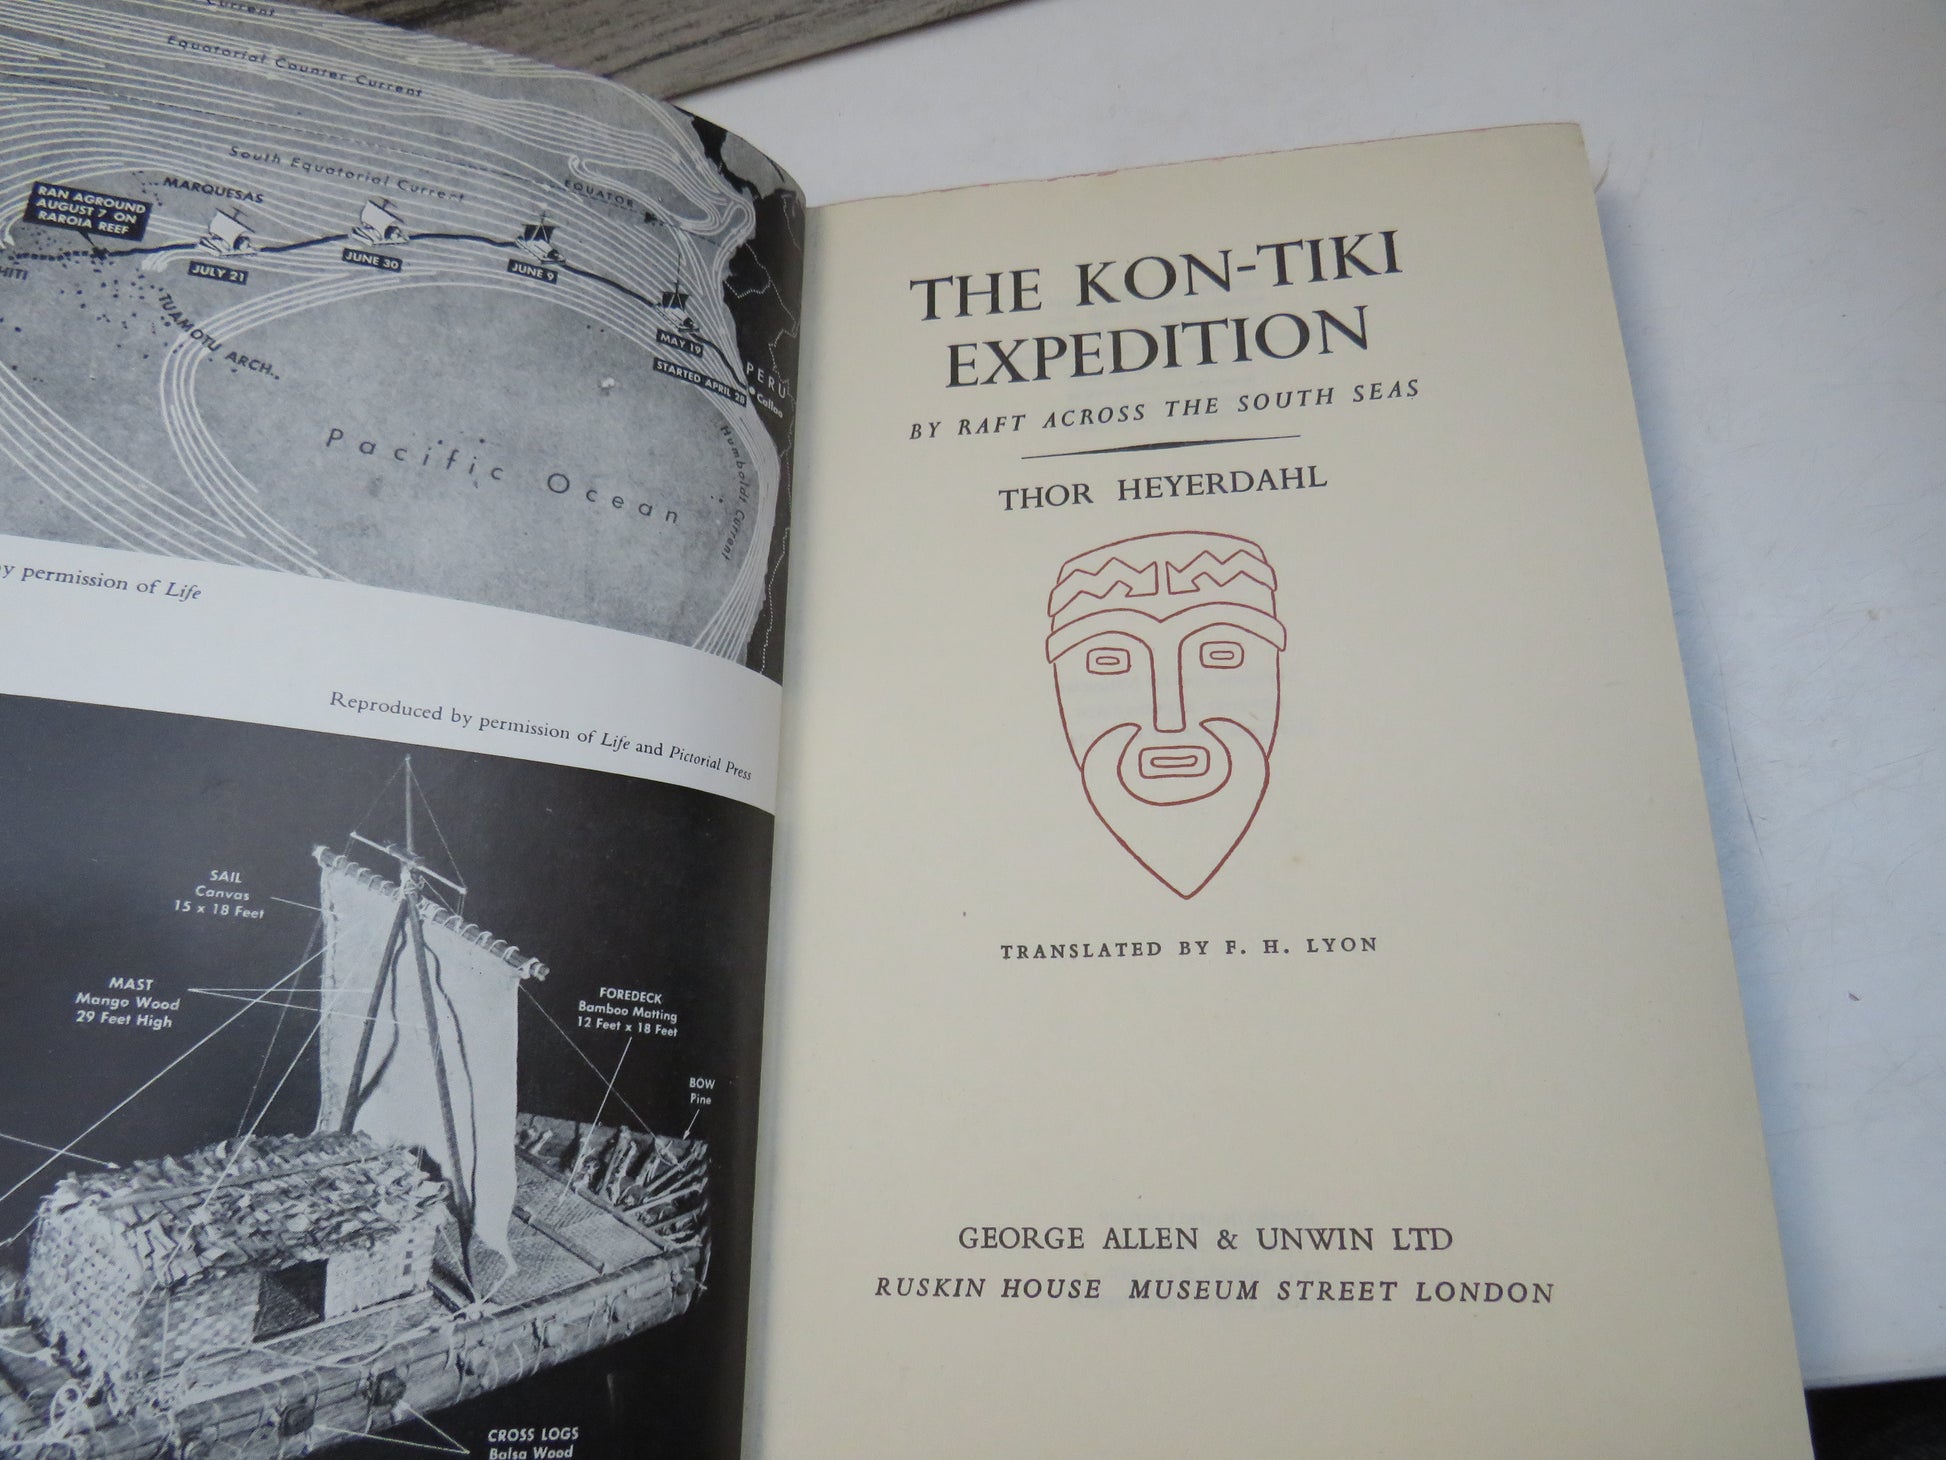 Current
Equatorial Counter Current
South Equatorial Current
EQUATOR
MARQUESAS
RAN AGROUND
AUGUST 7 ON
RAROIA REEF
JULY 21
JUNE 30
JUNE 9
MAY 19
STARTED APRIL 28
PERU
Callao
HITI
TUAMOTU ARCH.
Pacific Ocean
Humboldt Current
y permission of Life
Reproduced by permission of Life and Pictorial Press
SAIL
Canvas
15 x 18 Feet
MAST
Mango Wood
29 Feet High
FOREDECK
Bamboo Matting
12 Feet x 18 Feet
BOW
Pine
CROSS LOGS
Balsa Wood
THE KON-TIKI
EXPEDITION
BY RAFT ACROSS THE SOUTH SEAS
THOR HEYERDAHL
TRANSLATED BY F. H. LYON
GEORGE ALLEN & UNWIN LTD
RUSKIN HOUSE MUSEUM STREET LONDON